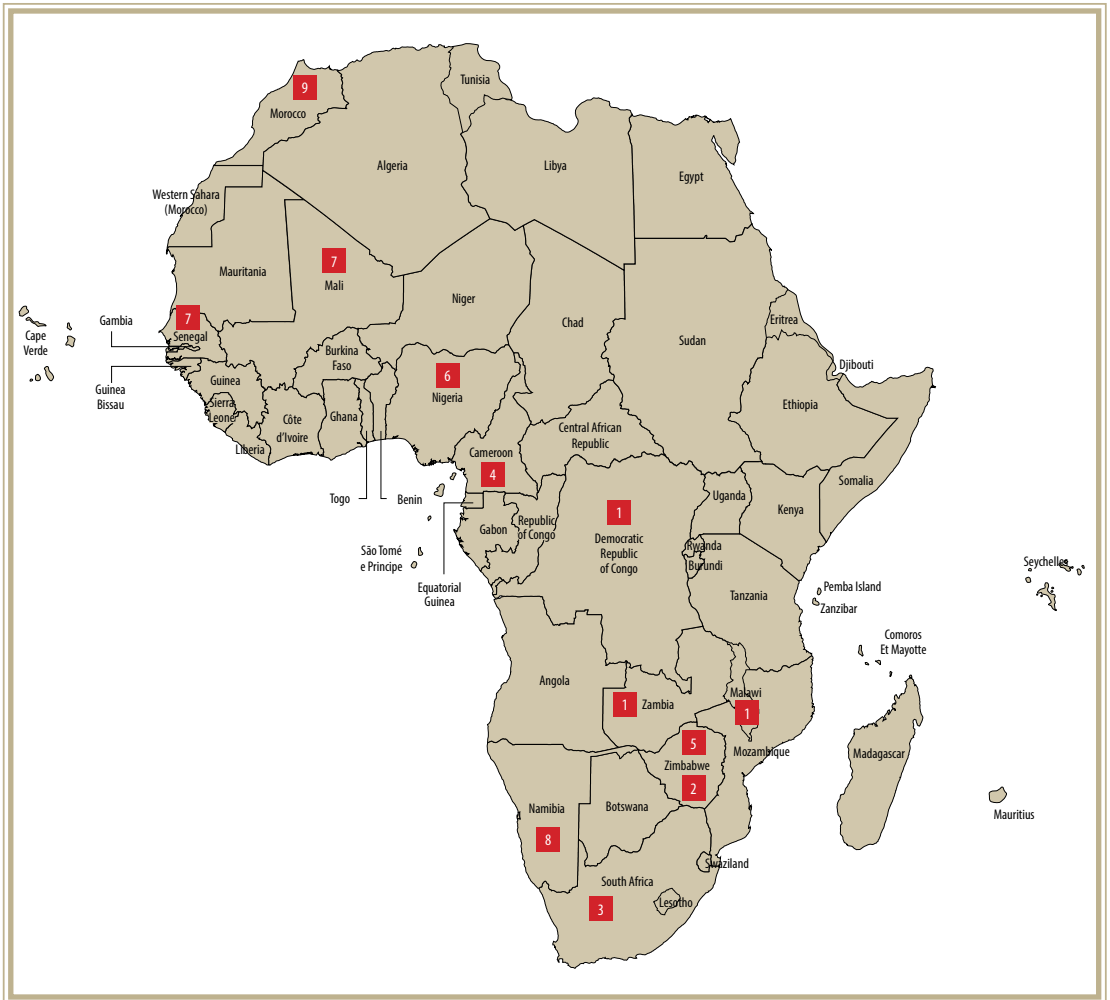 Tunisia
9
Morocco
Algeria
Libya
Egypt
Western Sahara
(Morocco)
7
Mali
Mauritania
Niger
Chad
7
Senegal
Gambia
Cape
Verde
Eritrea
Sudan
Burkina
Faso
Djibouti
6
Nigeria
Guinea
Guinea
Bissau
Sierra
Leone
Ghana
Côte
d'Ivoire
Ethiopia
Central African
Republic
Liberia
Cameroon
4
Somalia
Togo
Benin
Uganda
Kenya
1
Democratic
Republic
of Congo
Gabon
Republic
of Congo
Rwanda
Burundi
São Tomé
e Principe
Equatorial
Guinea
Seychelles
Pemba Island
Zanzibar
Tanzania
Comoros
Et Mayotte
Angola
Malawi
1
1
Zambia
5
Zimbabwe
2
Mozambique
Madagascar
Namibia
8
Botswana
Mauritius
Swaziland
South Africa
3
Lesotho